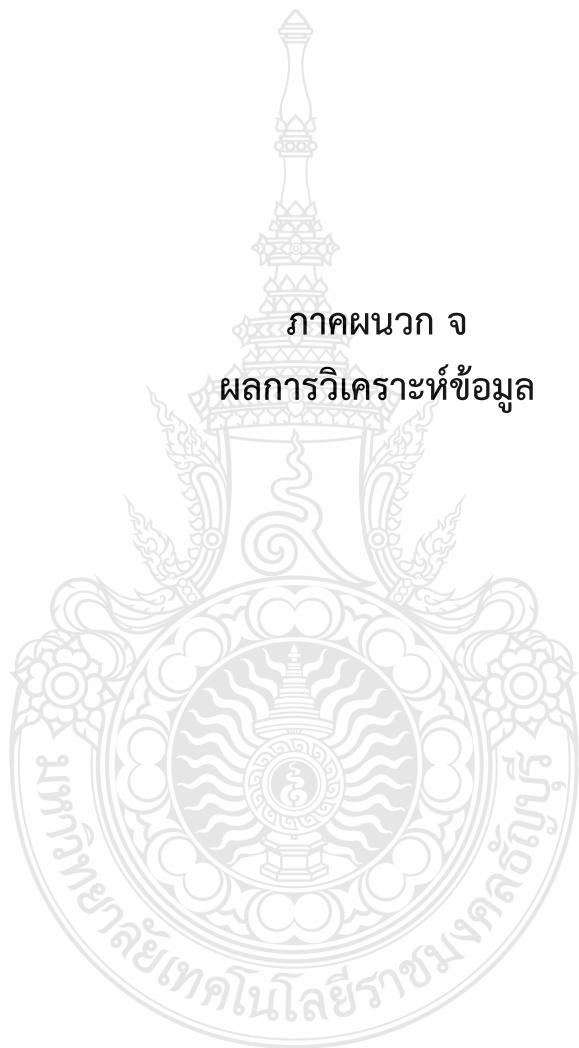 ภาคผนวก จ
ผลการวิเคราะห์ข้อมูล
มหาวิทยาลัยเทคโนโลยีราชมงคลธัญบุรี